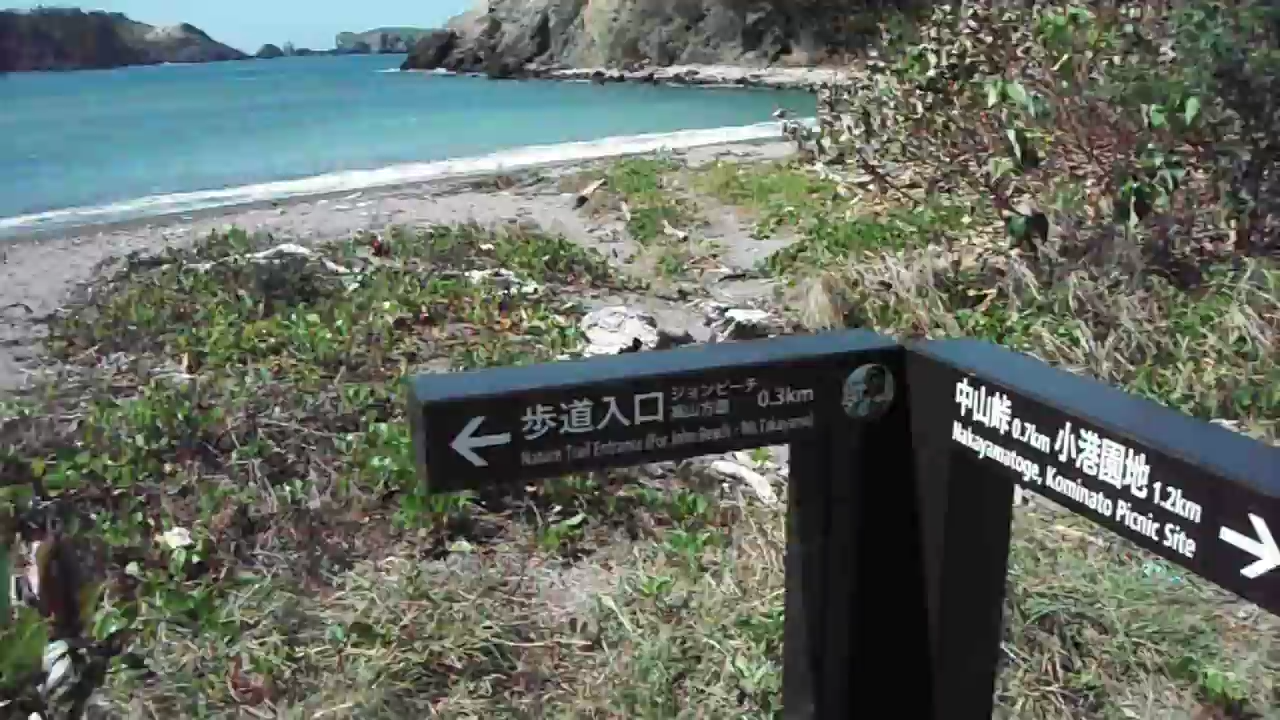 歩道入口 ジョンビーチ 0.3km
高山方面
Nature Trail Entrance (For John Beach・Mt.Takayama)
中山峠 0.7km 小港園地 1.2km
Nakayamatoge, Kominato Picnic Site